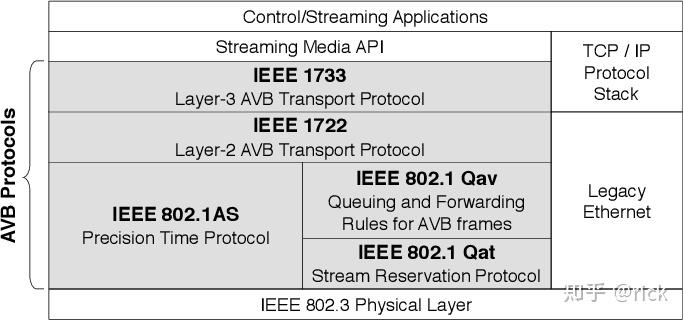 Control/Streaming Applications
Streaming Media API
TCP / IP
Protocol
Stack
AVB Protocols
IEEE 1733
Layer-3 AVB Transport Protocol
IEEE 1722
Layer-2 AVB Transport Protocol
IEEE 802.1AS
Precision Time Protocol
IEEE 802.1 Qav
Queuing and Forwarding
Rules for AVB frames
IEEE 802.1 Qat
Stream Reservation Protocol
Legacy
Ethernet
IEEE 802.3 Physical Layer
知乎 @rick